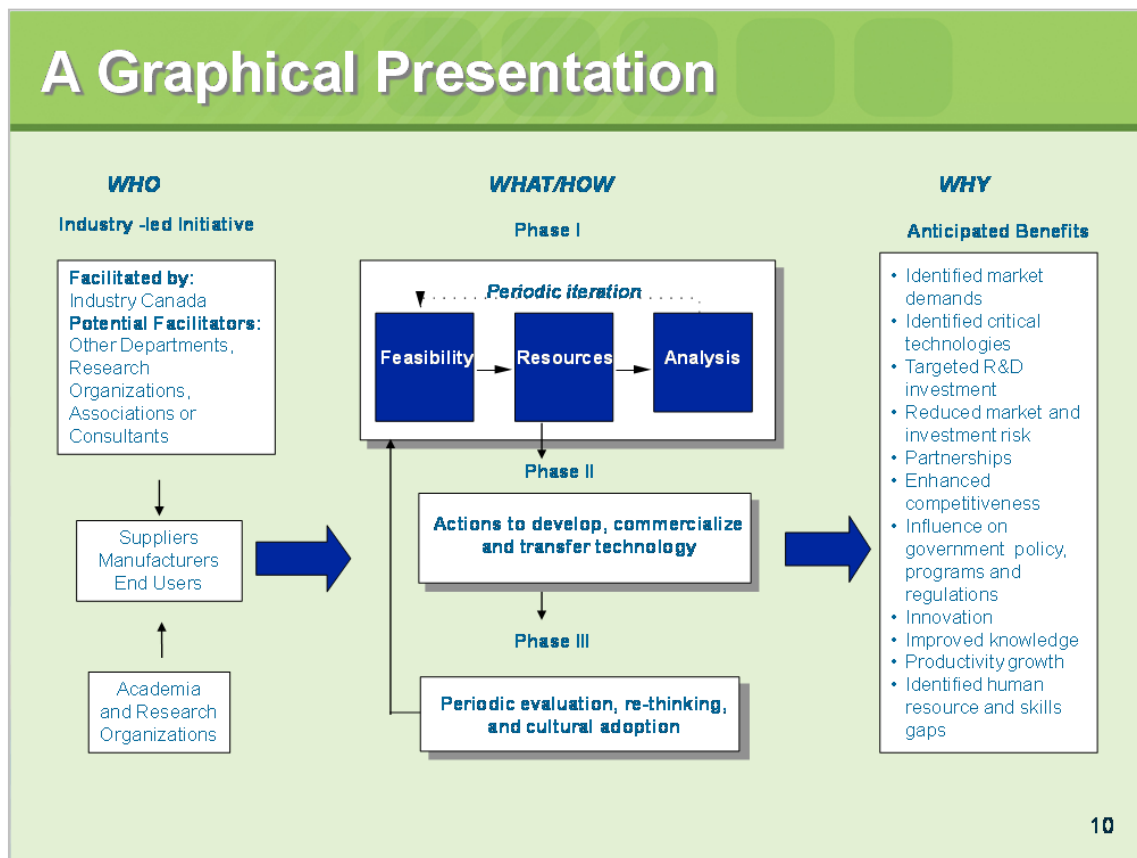 A Graphical Presentation
WHO
Industry -led Initiative
Facilitated by:
Industry Canada
Potential Facilitators:
Other Departments,
Research
Organizations,
Associations or
Consultants
Suppliers
Manufacturers
End Users
Academia
and Research
Organizations
WHAT/HOW
Phase I
Periodic iteration
Feasibility
Resources
Analysis
Phase II
Actions to develop, commercialize
and transfer technology
Phase III
Periodic evaluation, re-thinking,
and cultural adoption
WHY
Anticipated Benefits
• Identified market
demands
• Identified critical
technologies
• Targeted R&D
investment
• Reduced market and
investment risk
• Partnerships
• Enhanced
competitiveness
• Influence on
government policy,
programs and
regulations
• Innovation
• Improved knowledge
• Productivity growth
• Identified human
resource and skills
gaps
10